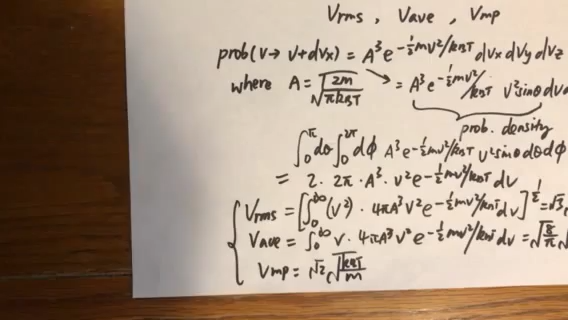 Vrms , Vave , Vmp
prob(v→ v+dvx) = A³e^{-½mv²/kBT} dvx dvy dvz
where A = √(2m/πkBT) = A³e^{-½mv²/kBT} v²sinθ dvd
prob. density
∫₀^π dθ ∫₀^{2π} dϕ A³e^{-½mv²/kBT} v²sinθ dθ dϕ
= 2 · 2π · A³ · v²e^{-½mv²/kBT} dv
Vrms = [∫₀^∞ (v²) · 4πA³v²e^{-½mv²/kBT} dv]^{½} = √3
Vave = ∫₀^∞ v · 4πA³v²e^{-½mv²/kBT} dv = √(8/π) √
Vmp = √2 √(kBT/m)